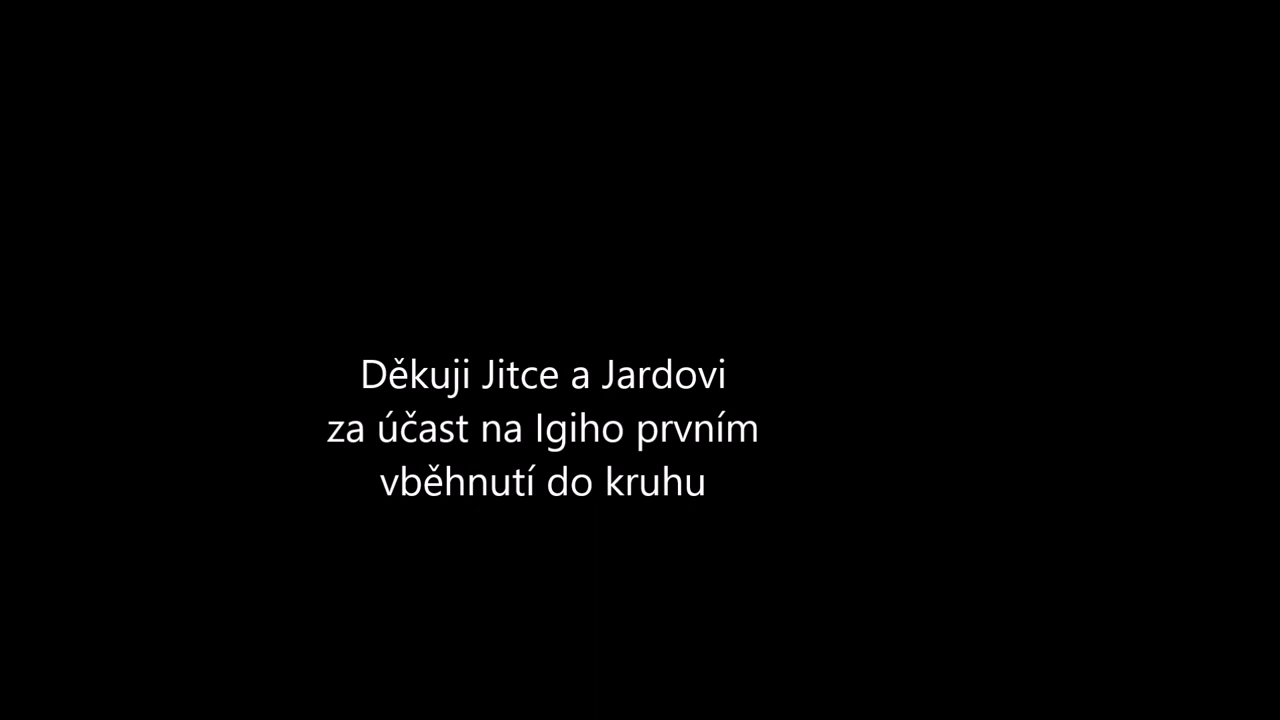 Děkuji Jitce a Jardovi
za účast na Igiho prvním
vběhnutí do kruhu